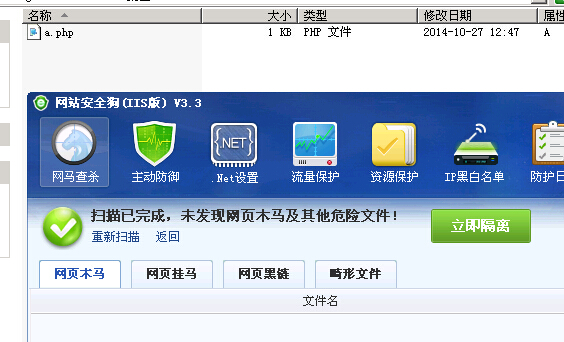 名称 大小 类型 修改日期 属性
a.php 1 KB PHP 文件 2014-10-27 12:47 A
网站安全狗(IIS版) V3.3
.NET
网马查杀 主动防御 .Net设置 流量保护 资源保护 IP黑白名单 防护日
扫描已完成，未发现网页木马及其他危险文件！
重新扫描 返回 立即隔离
网页木马 网页挂马 网页黑链 畸形文件
文件名